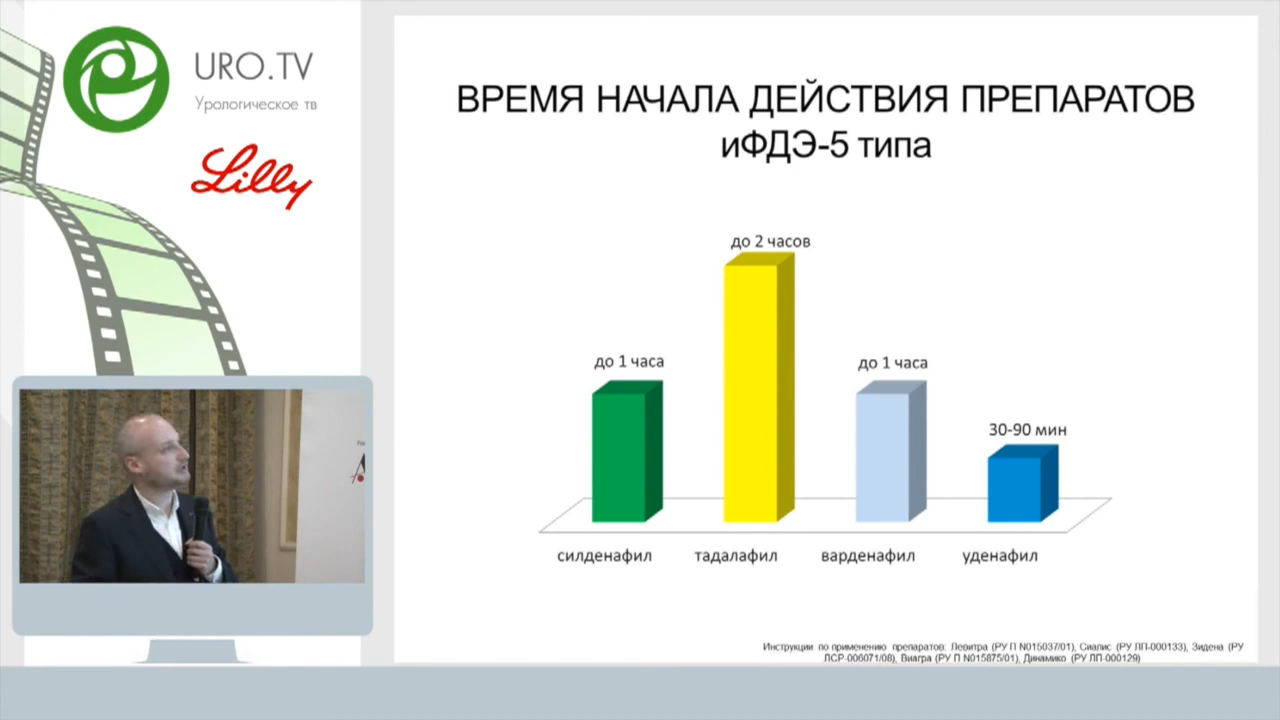 URO.TV
Урологическое тв
Lilly
ВРЕМЯ НАЧАЛА ДЕЙСТВИЯ ПРЕПАРАТОВ
иФДЭ-5 типа
до 2 часов
до 1 часа
до 1 часа
30-90 мин
силденафил
тадалафил
варденафил
уденафил
Инструкции по применению препаратов: Левитра (РУ П N015037/01), Сиалис (РУ ЛП-000133), Зидена (РУ
ЛСР-006071/08), Виагра (РУ П N015875/01), Динамико (РУ ЛП-000129)